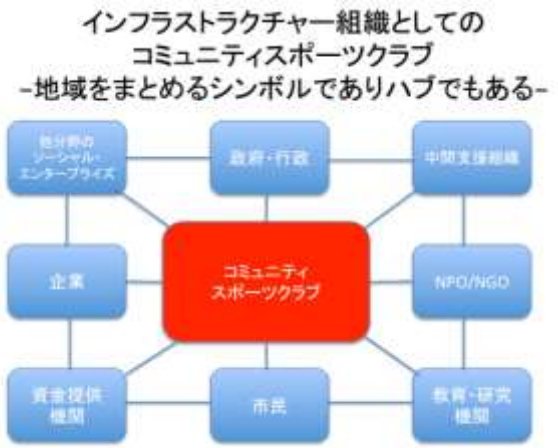 インフラストラクチャー組織としての
コミュニティスポーツクラブ
–地域をまとめるシンボルでありハブでもある–
他分野の
ソーシャル・
エンタープライズ
政府・行政
中間支援組織
企業
コミュニティ
スポーツクラブ
NPO/NGO
資金提供
機関
市民
教育・研究
機関